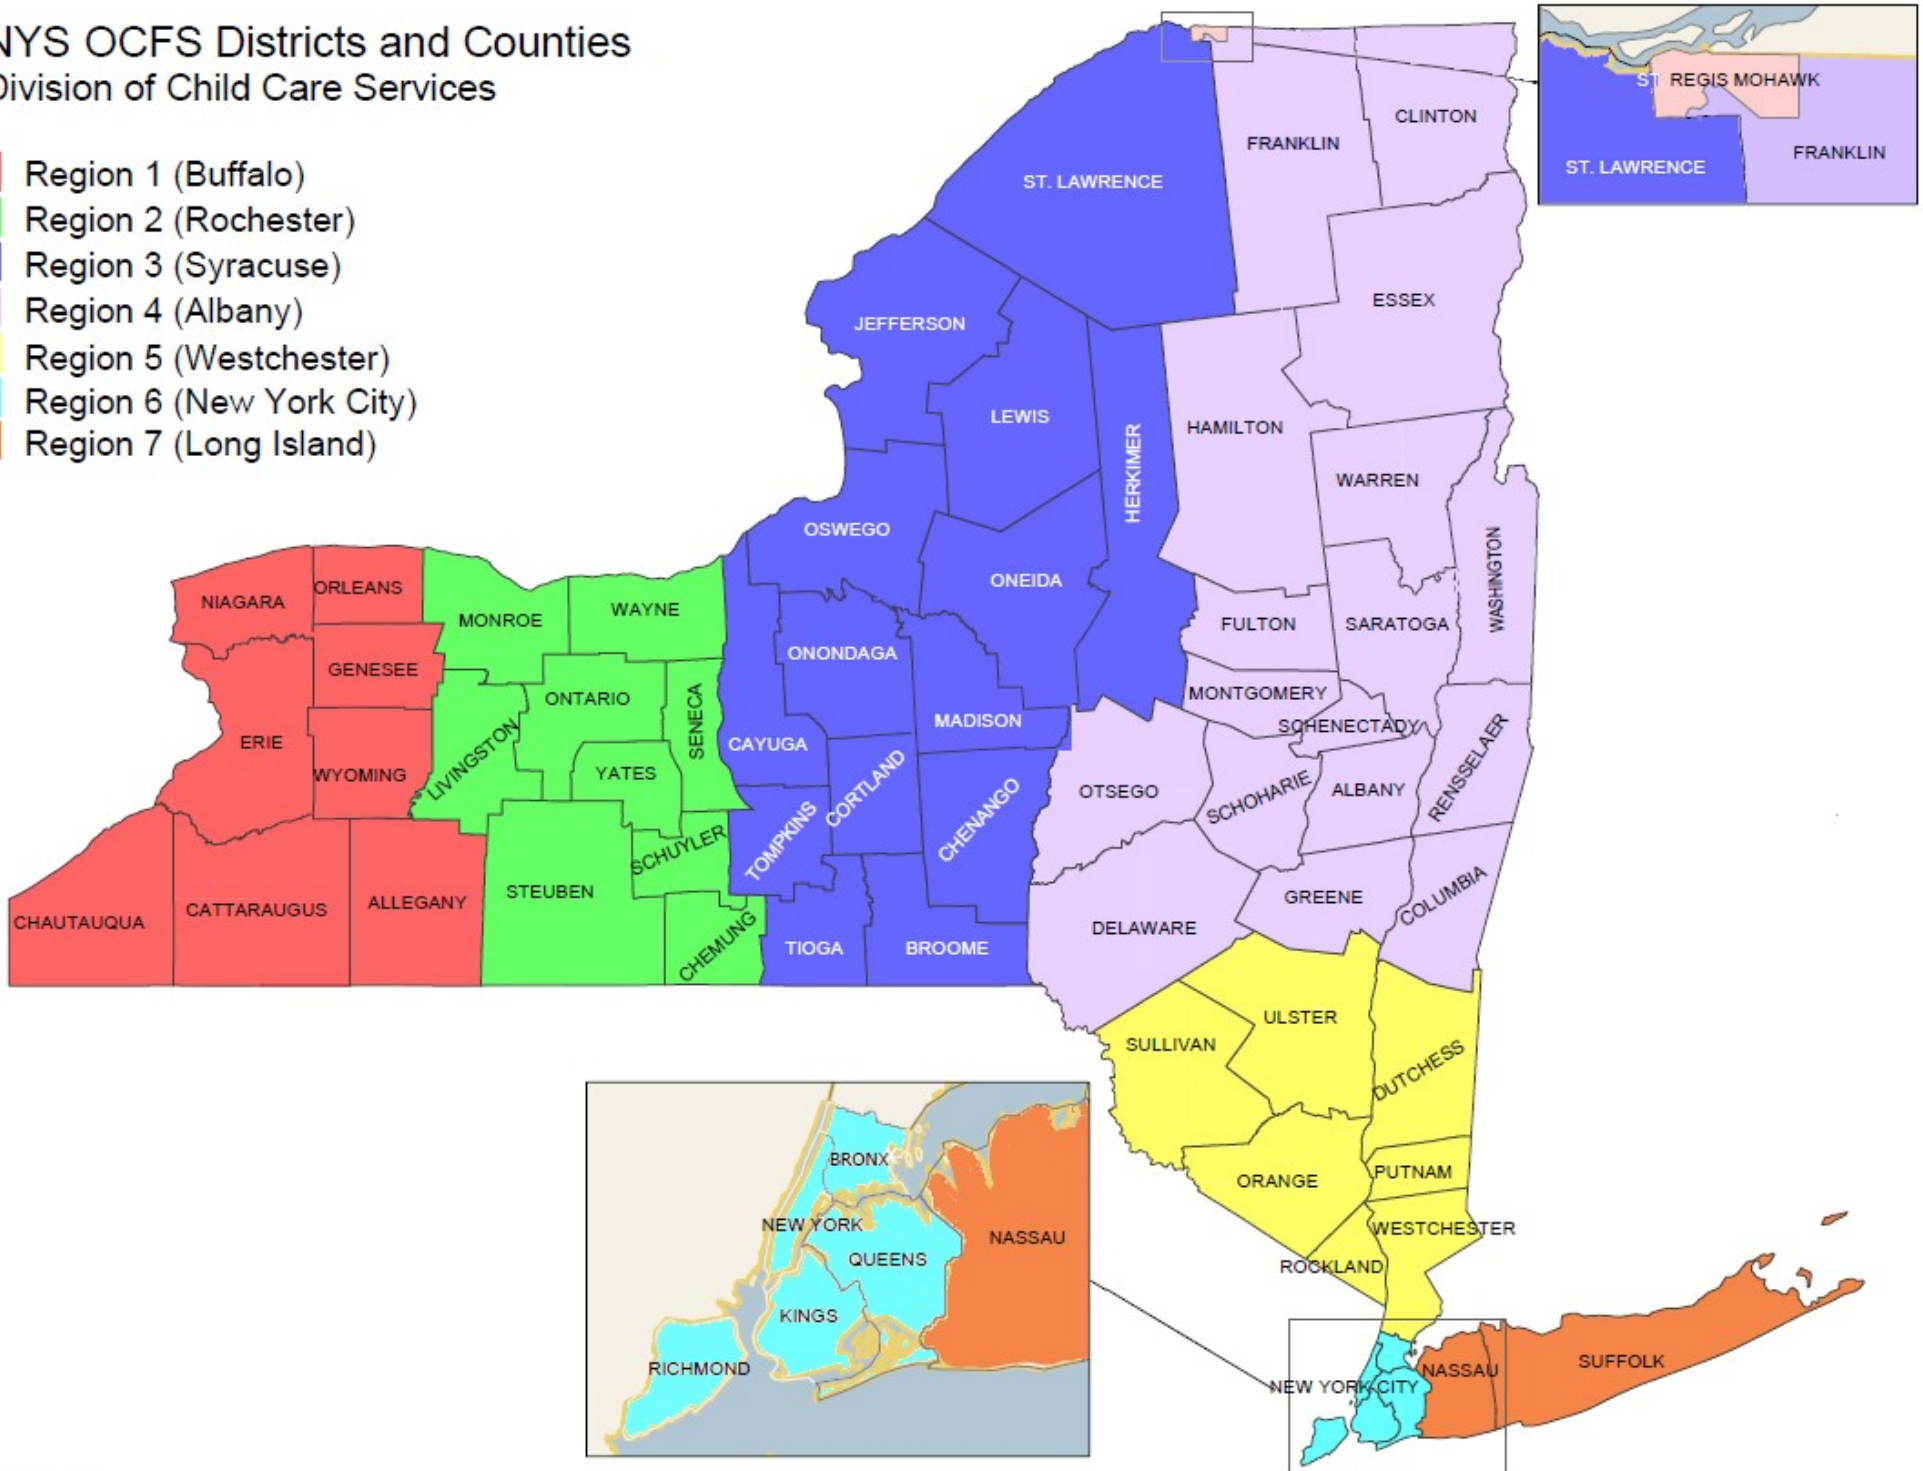 NYS OCFS Districts and Counties
Division of Child Care Services
Region 1 (Buffalo)
Region 2 (Rochester)
Region 3 (Syracuse)
Region 4 (Albany)
Region 5 (Westchester)
Region 6 (New York City)
Region 7 (Long Island)
ST REGIS MOHAWK
ST. LAWRENCE
FRANKLIN
CLINTON
FRANKLIN
ST. LAWRENCE
ESSEX
JEFFERSON
LEWIS
HERKIMER
HAMILTON
WARREN
WASHINGTON
OSWEGO
ONEIDA
FULTON
SARATOGA
NIAGARA
ORLEANS
MONROE
WAYNE
GENESEE
ONTARIO
SENECA
ONONDAGA
MADISON
MONTGOMERY
SCHENECTADY
ERIE
WYOMING
LIVINGSTON
YATES
CAYUGA
CORTLAND
CHENANGO
OTSEGO
SCHOHARIE
ALBANY
RENSSELAER
TOMPKINS
SCHUYLER
CHAUTAUQUA
CATTARAUGUS
ALLEGANY
STEUBEN
CHEMUNG
TIOGA
BROOME
DELAWARE
GREENE
COLUMBIA
SULLIVAN
ULSTER
DUTCHESS
ORANGE
PUTNAM
WESTCHESTER
ROCKLAND
BRONX
NEW YORK
QUEENS
NASSAU
KINGS
RICHMOND
NEW YORK CITY
NASSAU
SUFFOLK